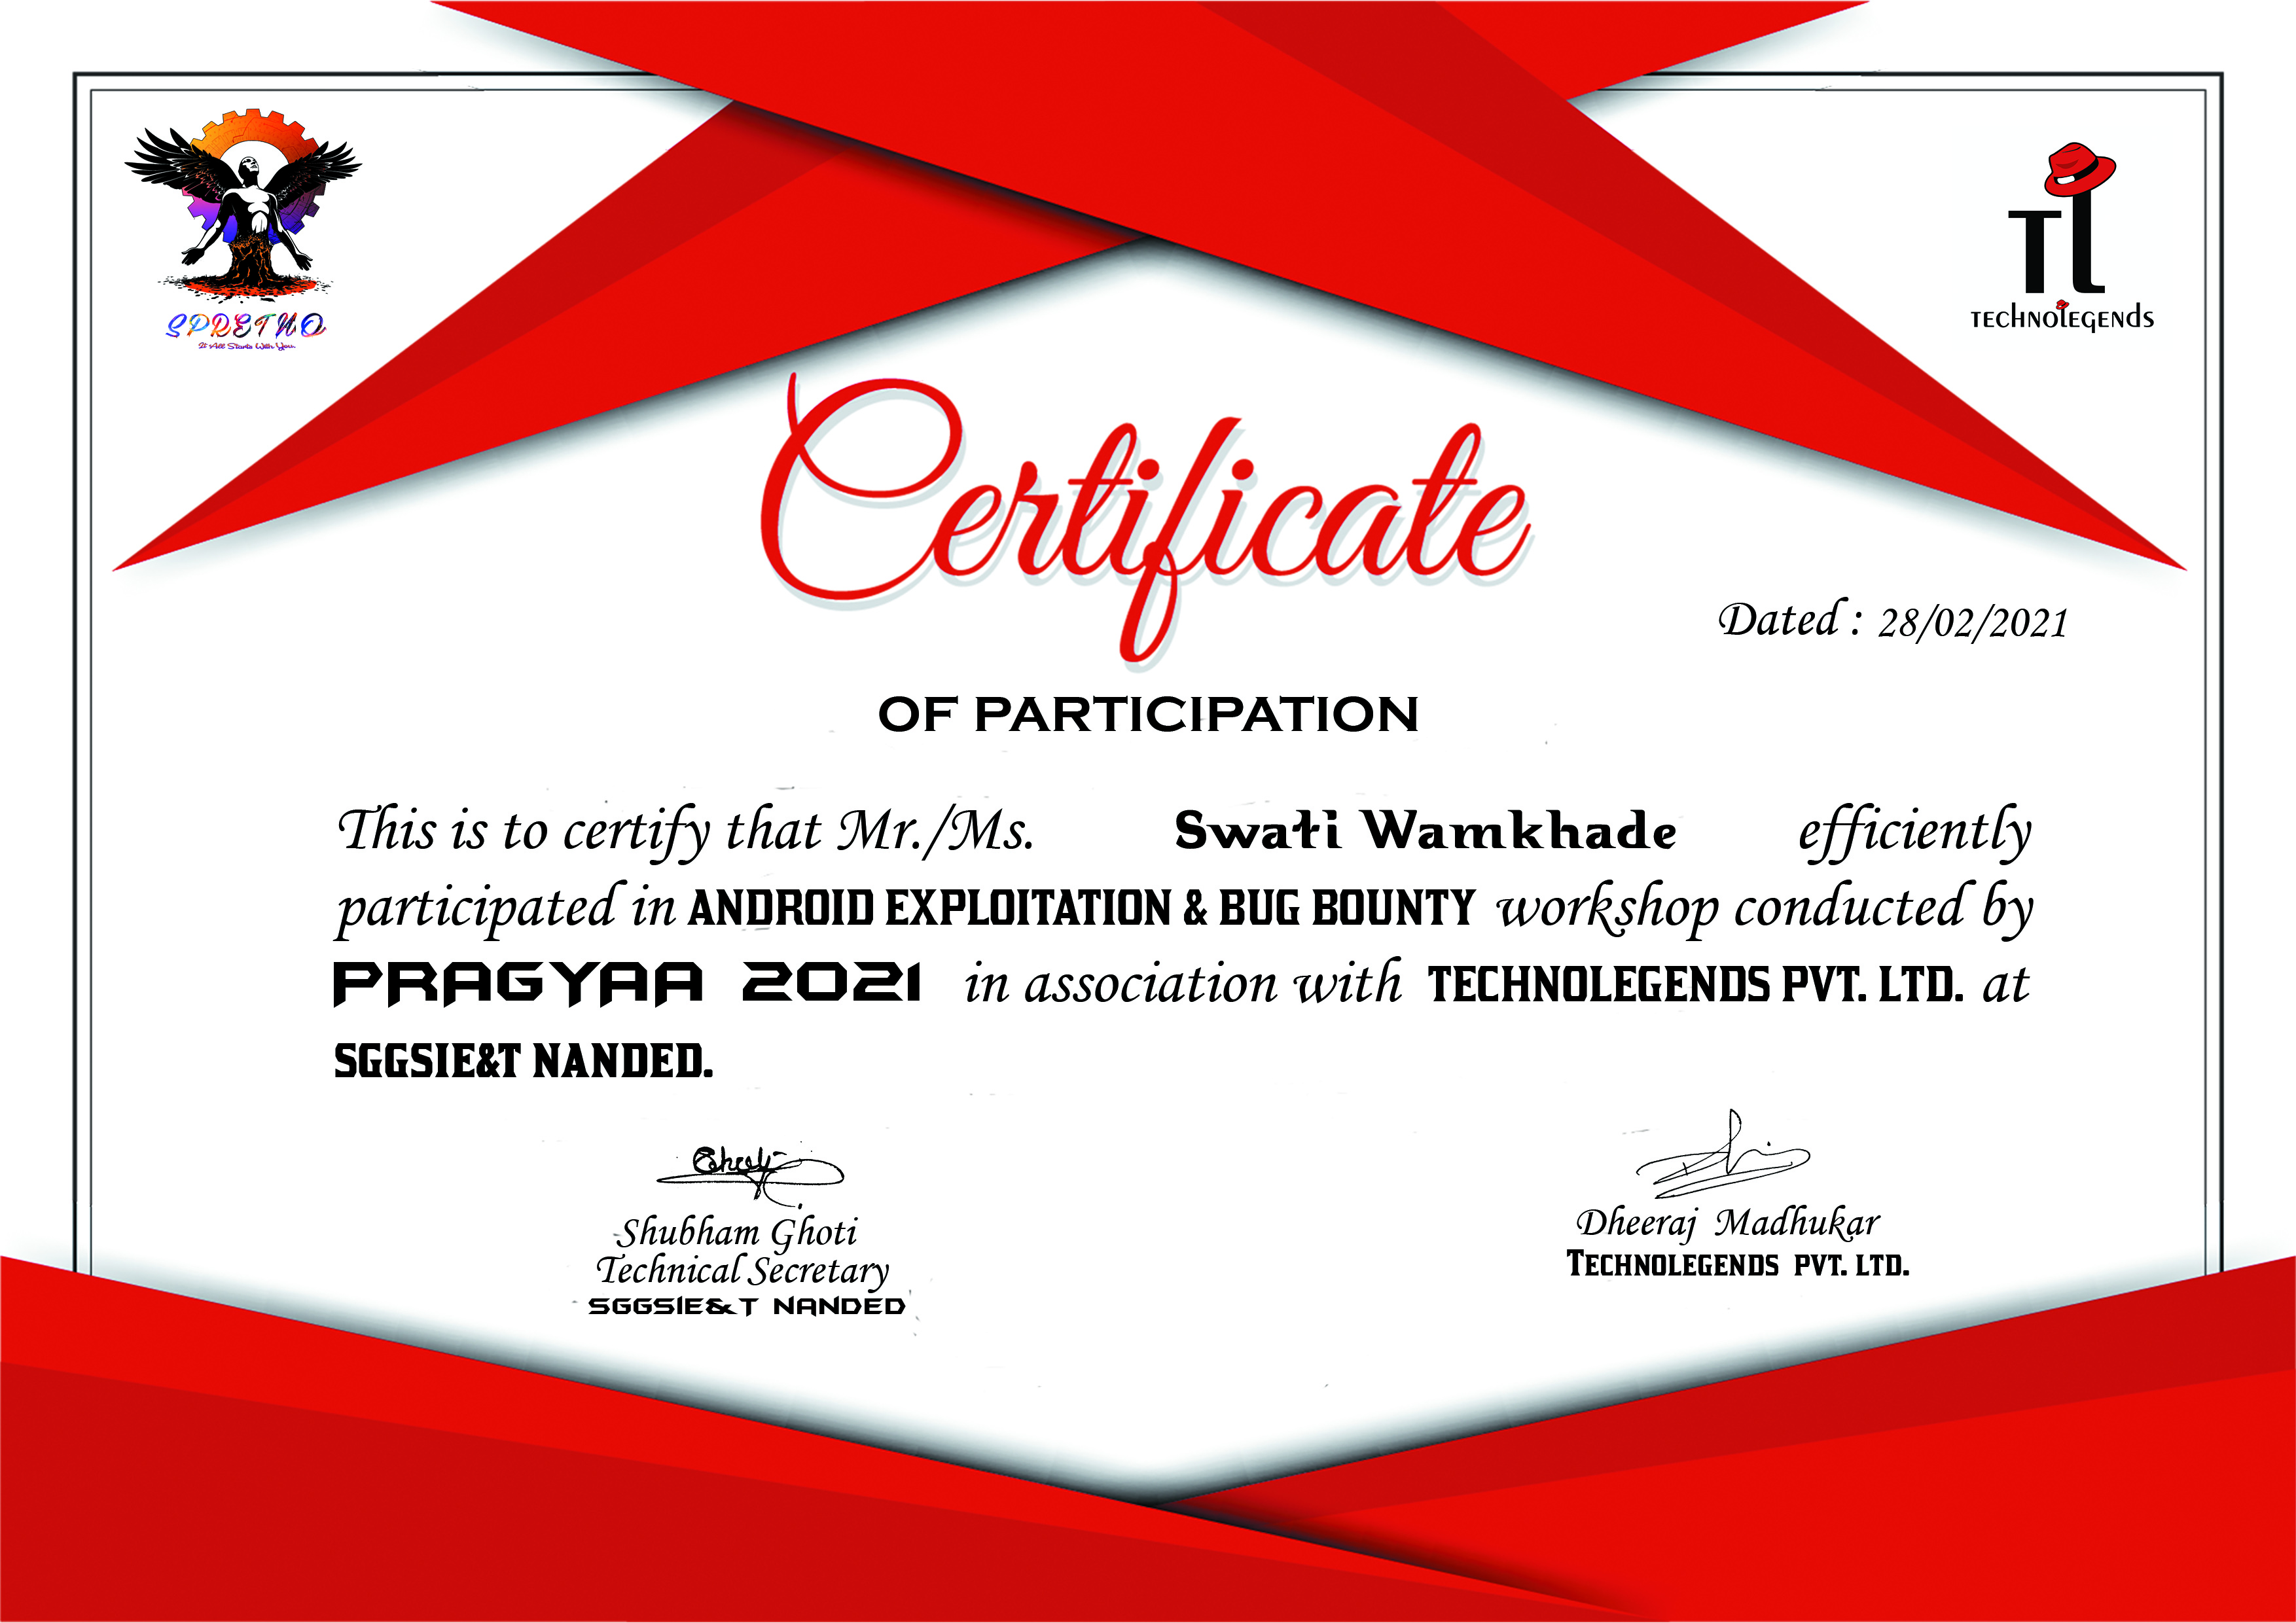 SPRETNO
It All Starts With You.
TL
TECHNOLEGENDS
Certificate
Dated : 28/02/2021
OF PARTICIPATION
This is to certify that Mr./Ms. Swati Wamkhade efficiently
participated in ANDROID EXPLOITATION & BUG BOUNTY workshop conducted by
PRAGYAA 2021 in association with TECHNOLEGENDS PVT. LTD. at
SGGSIE&T NANDED.
Shubham Ghoti
Technical Secretary
SGGSIE&T NANDED
Dheeraj Madhukar
TECHNOLEGENDS PVT. LTD.